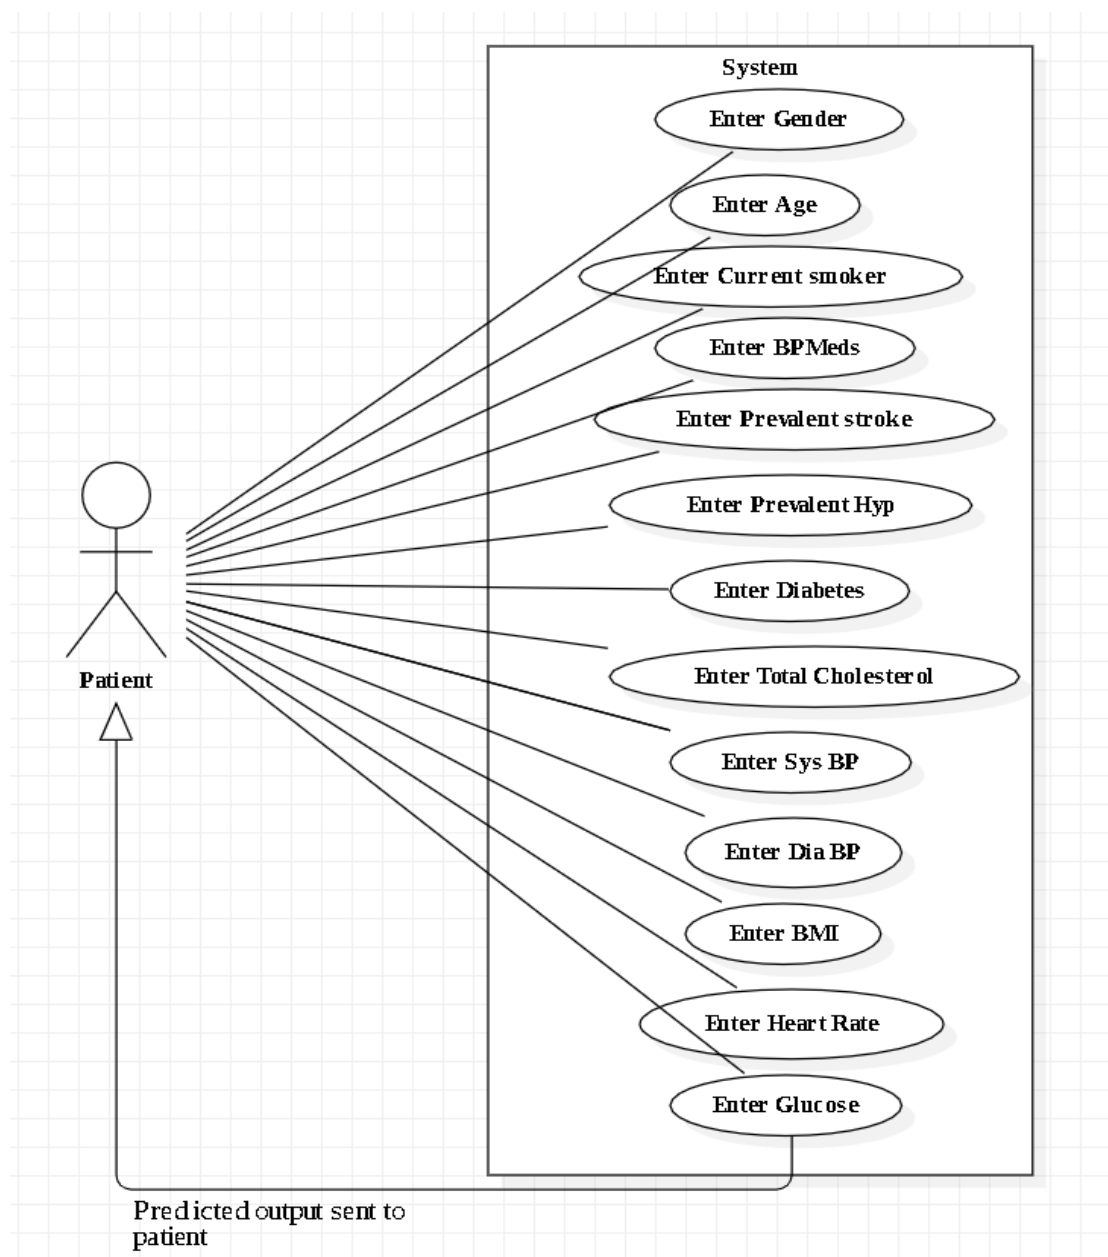 System
Enter Gender
Enter Age
Enter Current smoker
Enter BPMeds
Enter Prevalent stroke
Enter Prevalent Hyp
Enter Diabetes
Patient
Enter Total Cholesterol
Enter Sys BP
Enter Dia BP
Enter BMI
Enter Heart Rate
Enter Glucose
Predicted output sent to
patient